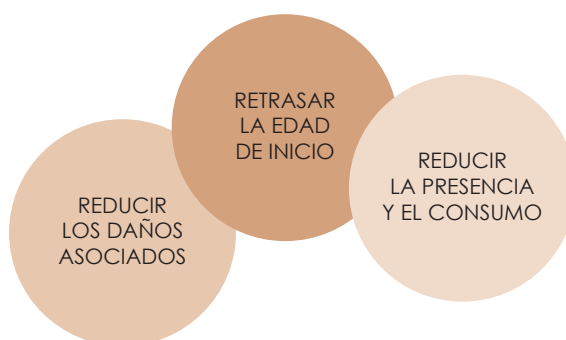 RETRASAR
LA EDAD
DE INICIO
REDUCIR
LA PRESENCIA
Y EL CONSUMO
REDUCIR
LOS DAÑOS
ASOCIADOS